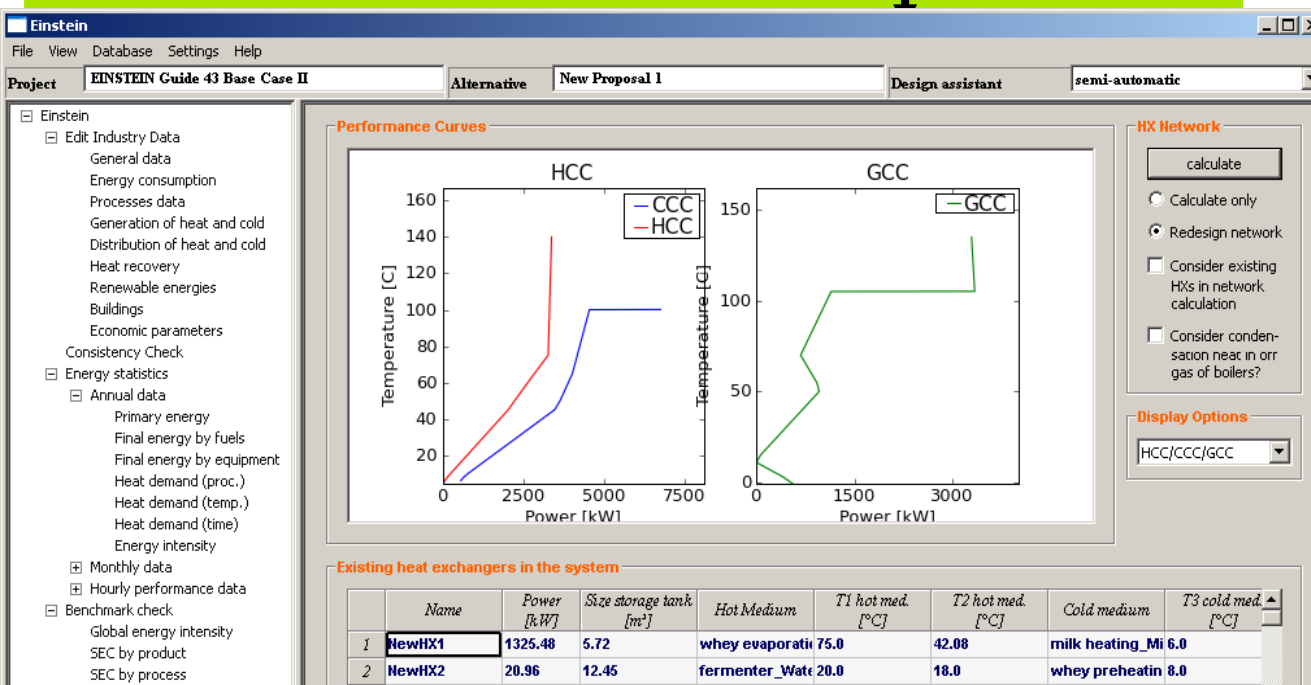 Einstein
File View Database Settings Help
Project EINSTEIN Guide 43 Base Case II Alternative New Proposal 1 Design assistant semi-automatic
Einstein
Edit Industry Data
General data
Energy consumption
Processes data
Generation of heat and cold
Distribution of heat and cold
Heat recovery
Renewable energies
Buildings
Economic parameters
Consistency Check
Energy statistics
Annual data
Primary energy
Final energy by fuels
Final energy by equipment
Heat demand (proc.)
Heat demand (temp.)
Heat demand (time)
Energy intensity
Monthly data
Hourly performance data
Benchmark check
Global energy intensity
SEC by product
SEC by process
Performance Curves
HCC
CCC
HCC
160
140
120
100
80
60
40
20
Temperature [C]
0 2500 5000 7500
Power [kW]
GCC
GCC
150
100
50
0
Temperature [C]
0 1500 3000
Power [kW]
HX Network
calculate
Calculate only
Redesign network
Consider existing
HXs in network
calculation
Consider conden-
sation heat in off
gas of boilers?
Display Options
HCC/CCC/GCC
Existing heat exchangers in the system
Name Power [kW] Size storage tank [m³] Hot Medium T1 hot med. [°C] T2 hot med. [°C] Cold medium T3 cold med. [°C]
1 NewHX1 1325.48 5.72 whey evaporatio 75.0 42.08 milk heating_Mi 6.0
2 NewHX2 20.96 12.45 fermenter_Wate 20.0 18.0 whey preheatin 8.0